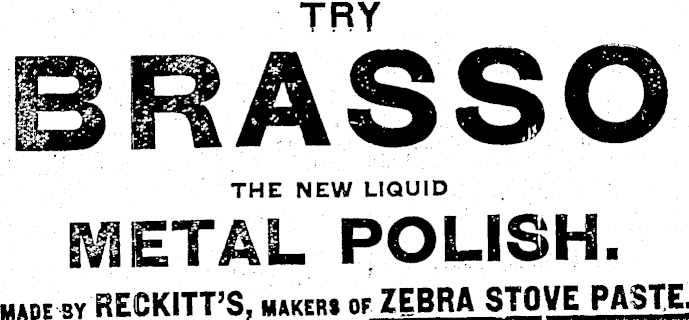 TRY
BRASSO
THE NEW LIQUID
METAL POLISH.
MADE BY RECKITT'S, MAKERS OF ZEBRA STOVE PASTE.